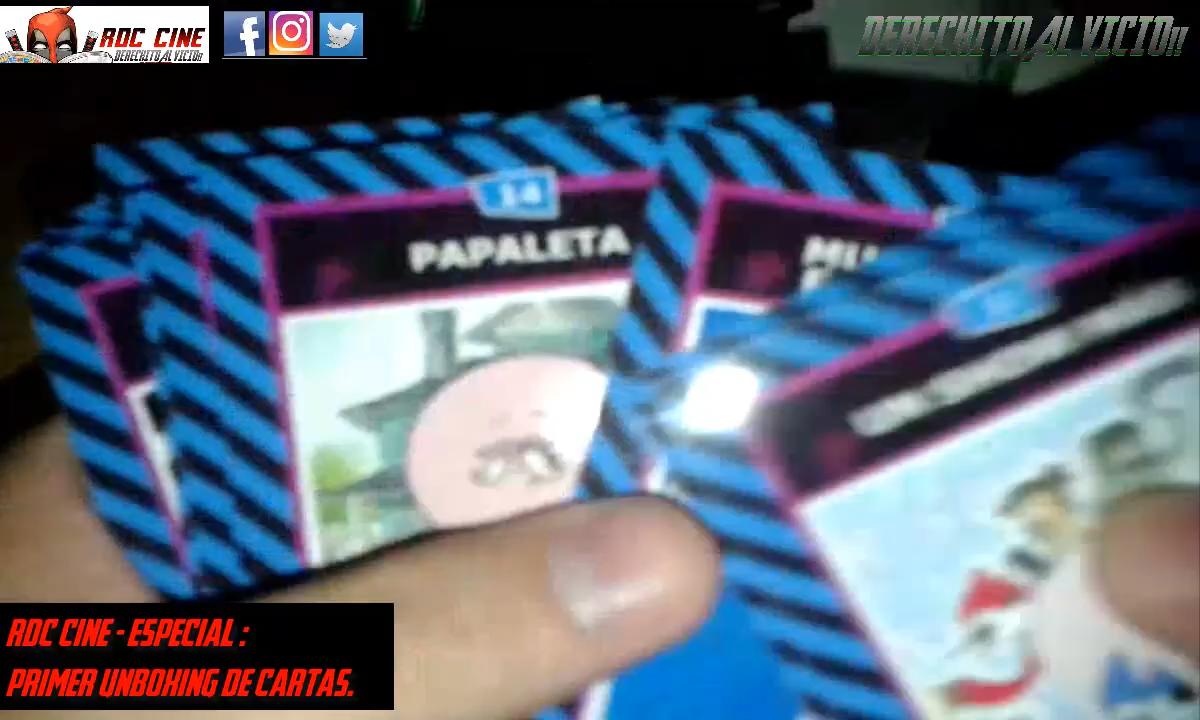 RDC CINE
DERECHITO AL VICIO!!
DERECHITO AL VICIO!!
14
PAPALETA
RDC CINE - ESPECIAL :
PRIMER UNBOXING DE CARTAS.